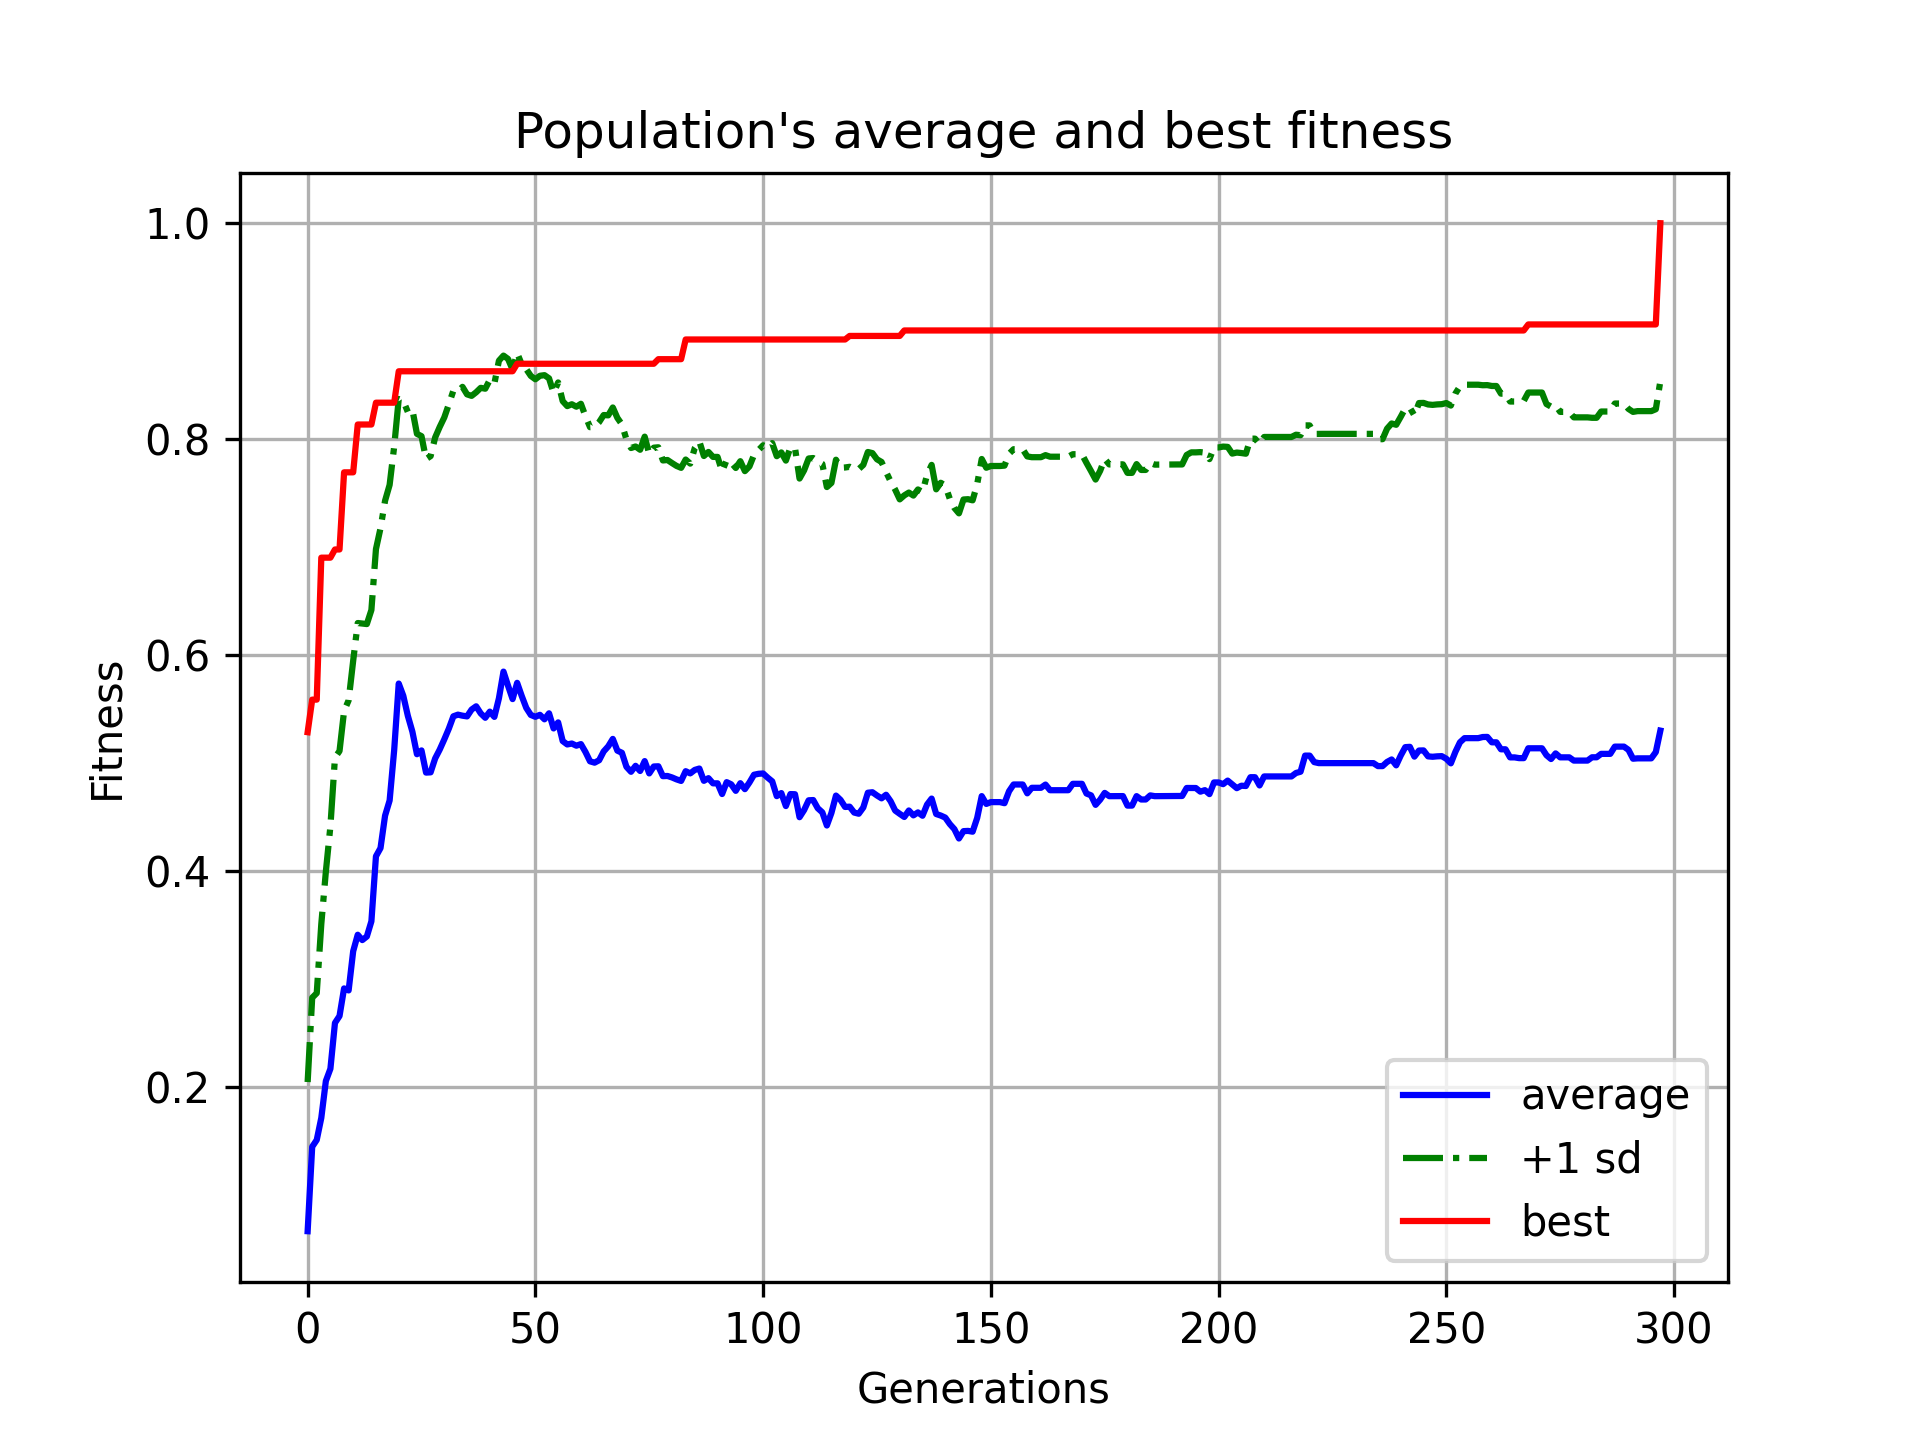 Population's average and best fitness
1.0
0.8
0.6
0.4
0.2
Fitness
average
+1 sd
best
0 50 100 150 200 250 300
Generations